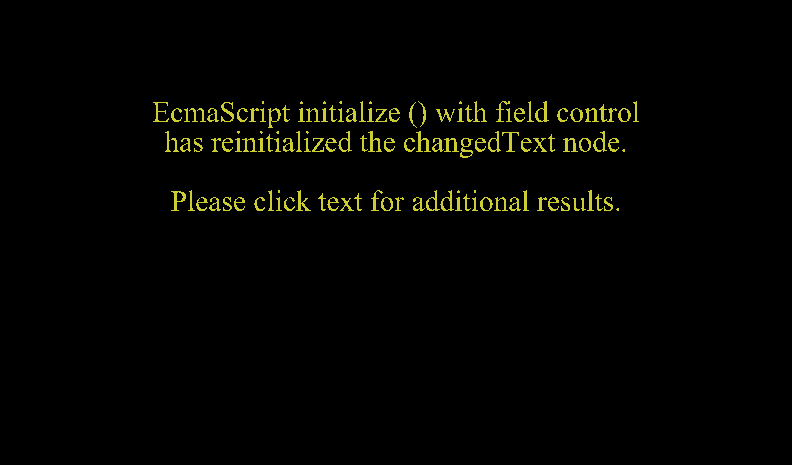 EcmaScript initialize () with field control
has reinitialized the changedText node.
Please click text for additional results.